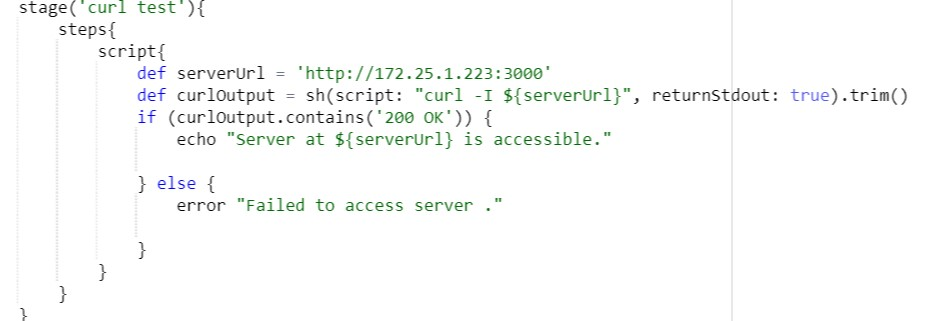 stage('curl test'){
steps{
script{
def serverUrl = 'http://172.25.1.223:3000'
def curlOutput = sh(script: "curl -I ${serverUrl}", returnStdout: true).trim()
if (curlOutput.contains('200 OK')) {
echo "Server at ${serverUrl} is accessible."
} else {
error "Failed to access server ."
}
}
}
}